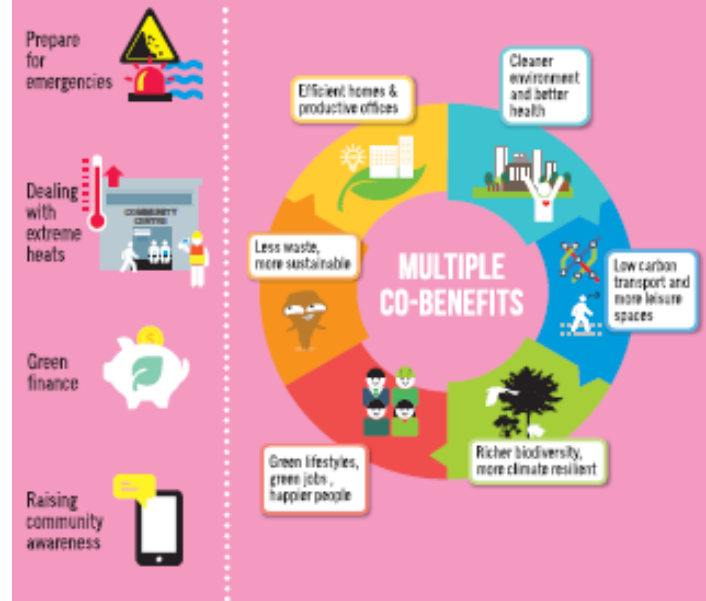 Prepare
for
emergencies
Dealing
with
extreme
heats
COMMUNITY
CENTRE
Green
finance
$
Raising
community
awareness
Efficient homes &
productive offices
Cleaner
environment
and better
health
Less waste,
more sustainable
MULTIPLE
CO-BENEFITS
Low carbon
transport and
more leisure
spaces
Green lifestyles,
green jobs ,
happier people
Richer biodiversity,
more climate resilient